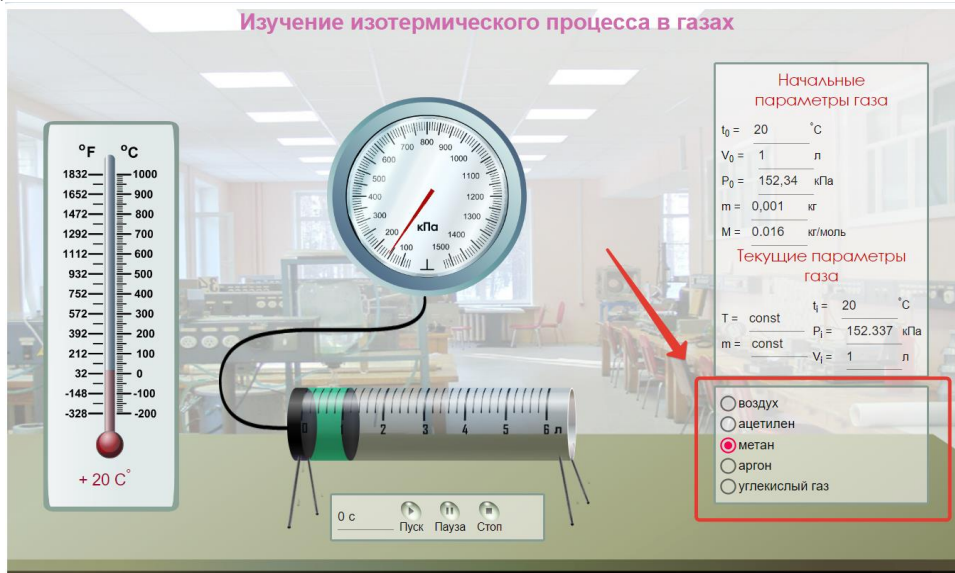 Изучение изотермического процесса в газах
°F °C
1832 1000
1652 900
1472 800
1292 700
1112 600
932 500
752 400
572 300
392 200
212 100
32 0
-148 -100
-328 -200
+ 20 C°
100 200 300 400 500 600 700 800 900 1000 1100 1200 1300 1400 1500
кПа
0 1 2 3 4 5 6 л
0 с
Пуск Пауза Стоп
Начальные
параметры газа
t0 = 20 °C
V0 = 1 л
P0 = 152,34 кПа
m = 0,001 кг
M = 0.016 кг/моль
Текущие параметры
газа
T = const
m = const
ti = 20 °C
Pi = 152.337 кПа
Vi = 1 л
воздух
ацетилен
метан
аргон
углекислый газ